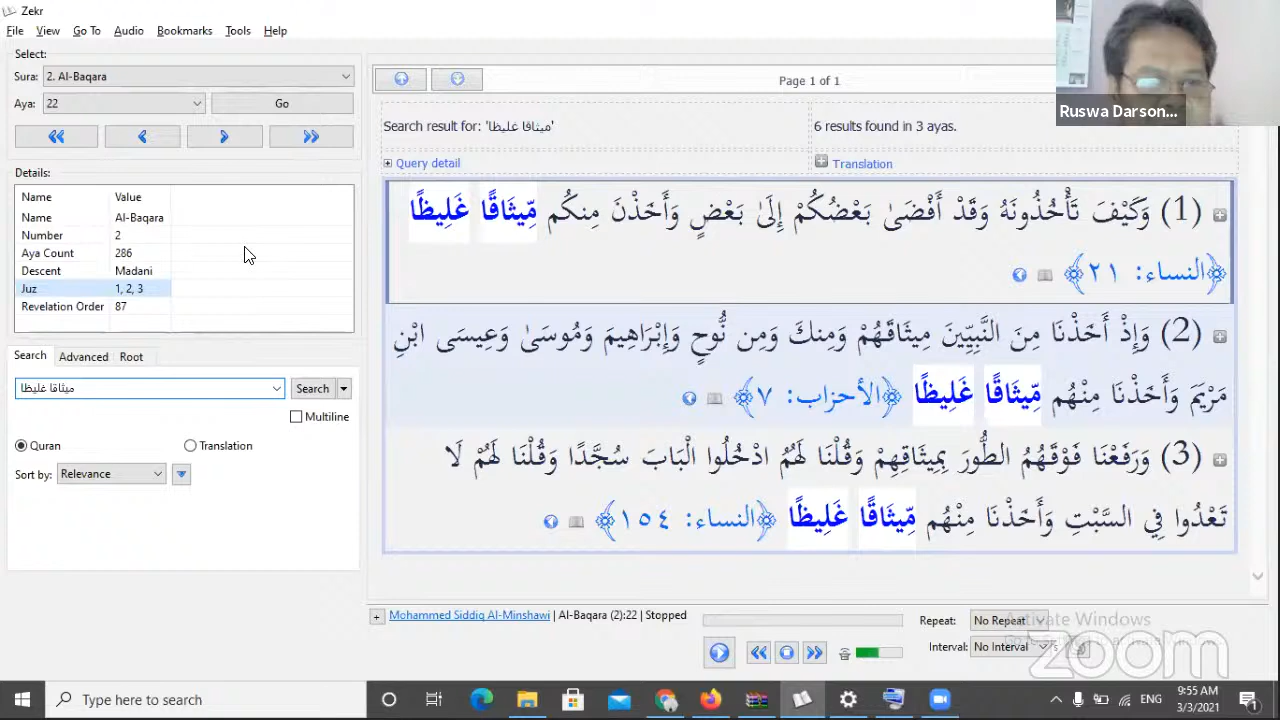 Zekr
File View Go To Audio Bookmarks Tools Help
Select:
Sura: 2. Al-Baqara
Aya: 22 Go
Details:
Name Value
Name Al-Baqara
Number 2
Aya Count 286
Descent Madani
Juz 1, 2, 3
Revelation Order 87
Search Advanced Root
ميثاقا غليظا Search
Multiline
Quran Translation
Sort by: Relevance
Page 1 of 1
Search result for: 'ميثاقا غليظا' 6 results found in 3 ayas.
Query detail Translation
(1) وَكَيْفَ تَأْخُذُونَهُ وَقَدْ أَفْضَىٰ بَعْضُكُمْ إِلَىٰ بَعْضٍ وَأَخَذْنَ مِنكُم مِّيثَاقًا غَلِيظًا
﴿النساء: ٢١﴾
(2) وَإِذْ أَخَذْنَا مِنَ النَّبِيِّينَ مِيثَاقَهُمْ وَمِنكَ وَمِن نُّوحٍ وَإِبْرَاهِيمَ وَمُوسَىٰ وَعِيسَى ابْنِ
مَرْيَمَ وَأَخَذْنَا مِنْهُم مِّيثَاقًا غَلِيظًا ﴿الأحزاب: ٧﴾
(3) وَرَفَعْنَا فَوْقَهُمُ الطُّورَ بِمِيثَاقِهِمْ وَقُلْنَا لَهُمُ ادْخُلُوا الْبَابَ سُجَّدًا وَقُلْنَا لَهُمْ لَا
تَعْدُوا فِي السَّبْتِ وَأَخَذْنَا مِنْهُم مِّيثَاقًا غَلِيظًا ﴿النساء: ١٥٤﴾
Mohammed Siddiq Al-Minshawi | Al-Baqara (2):22 | Stopped
Repeat: No Repeat
Interval: No Interval
Activate Windows
zoom
Ruswa Darson...
Type here to search
ENG
9:55 AM
3/3/2021
1